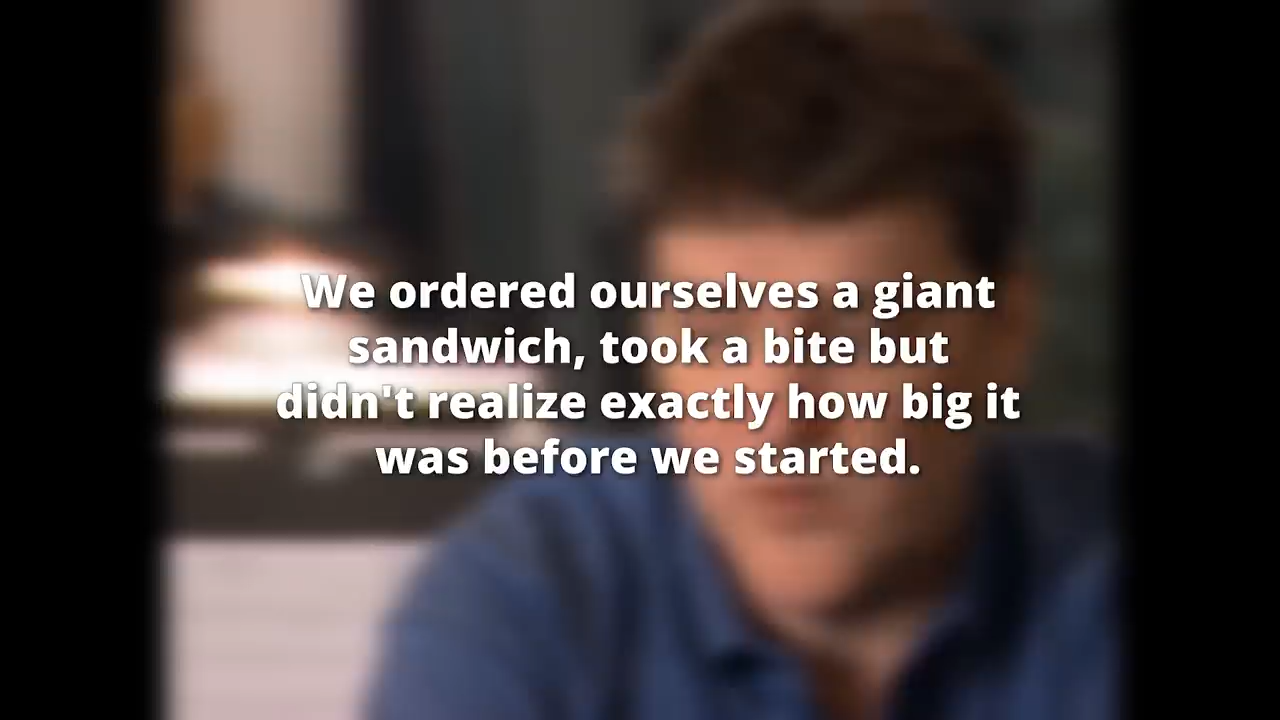 We ordered ourselves a giant
sandwich, took a bite but
didn't realize exactly how big it
was before we started.